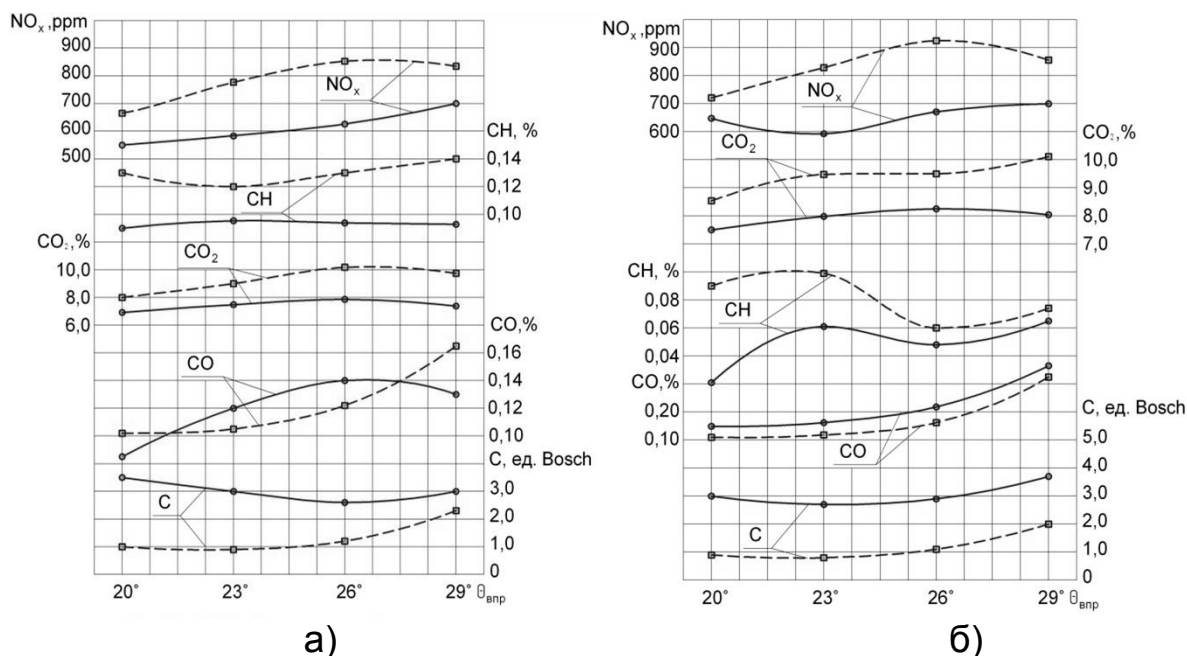 NOₓ,ppm
900
800
700
600
500
NOₓ
CH, %
0,14
0,12
0,10
CH
CO₂,%
10,0
8,0
6,0
CO₂
CO,%
0,16
0,14
0,12
0,10
CO
C, ед. Bosch
3,0
2,0
1,0
0
C
20° 23° 26° 29° θвпр
а)
NOₓ,ppm
900
800
700
600
NOₓ
CO₂,%
10,0
9,0
8,0
7,0
CO₂
CH, %
0,08
0,06
0,04
CH
CO,%
0,20
0,10
CO
C, ед. Bosch
5,0
4,0
3,0
2,0
1,0
0
C
20° 23° 26° 29° θвпр
б)